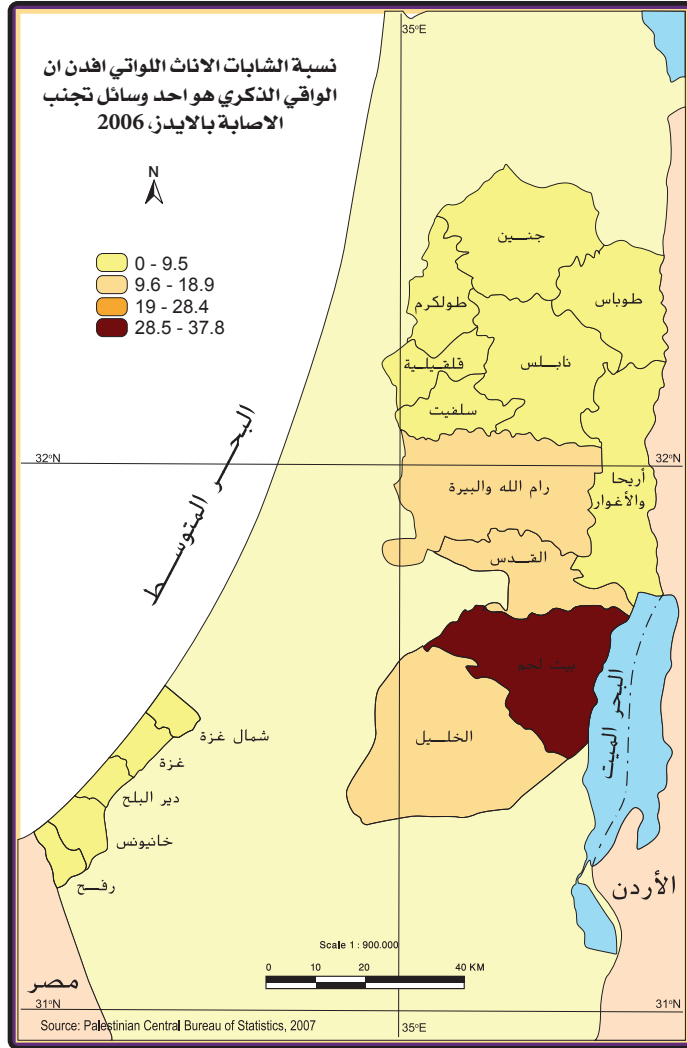 35°E
نسبة الشابات الاناث اللواتي افدن ان
الواقي الذكري هو احد وسائل تجنب
الاصابة بالايدز، 2006
N
0 - 9.5
9.6 - 18.9
19 - 28.4
28.5 - 37.8
جنين
طولكرم
طوباس
قلقيلية
نابلس
سلفيت
البحر المتوسط
32°N
32°N
رام الله والبيرة
أريحا
والأغوار
القدس
بيت لحم
البحر الميت
الخليل
شمال غزة
غزة
دير البلح
خانيونس
رفح
الأردن
مصر
Scale 1 : 900.000
0 10 20 40 KM
31°N
31°N
Source: Palestinian Central Bureau of Statistics, 2007
35°E